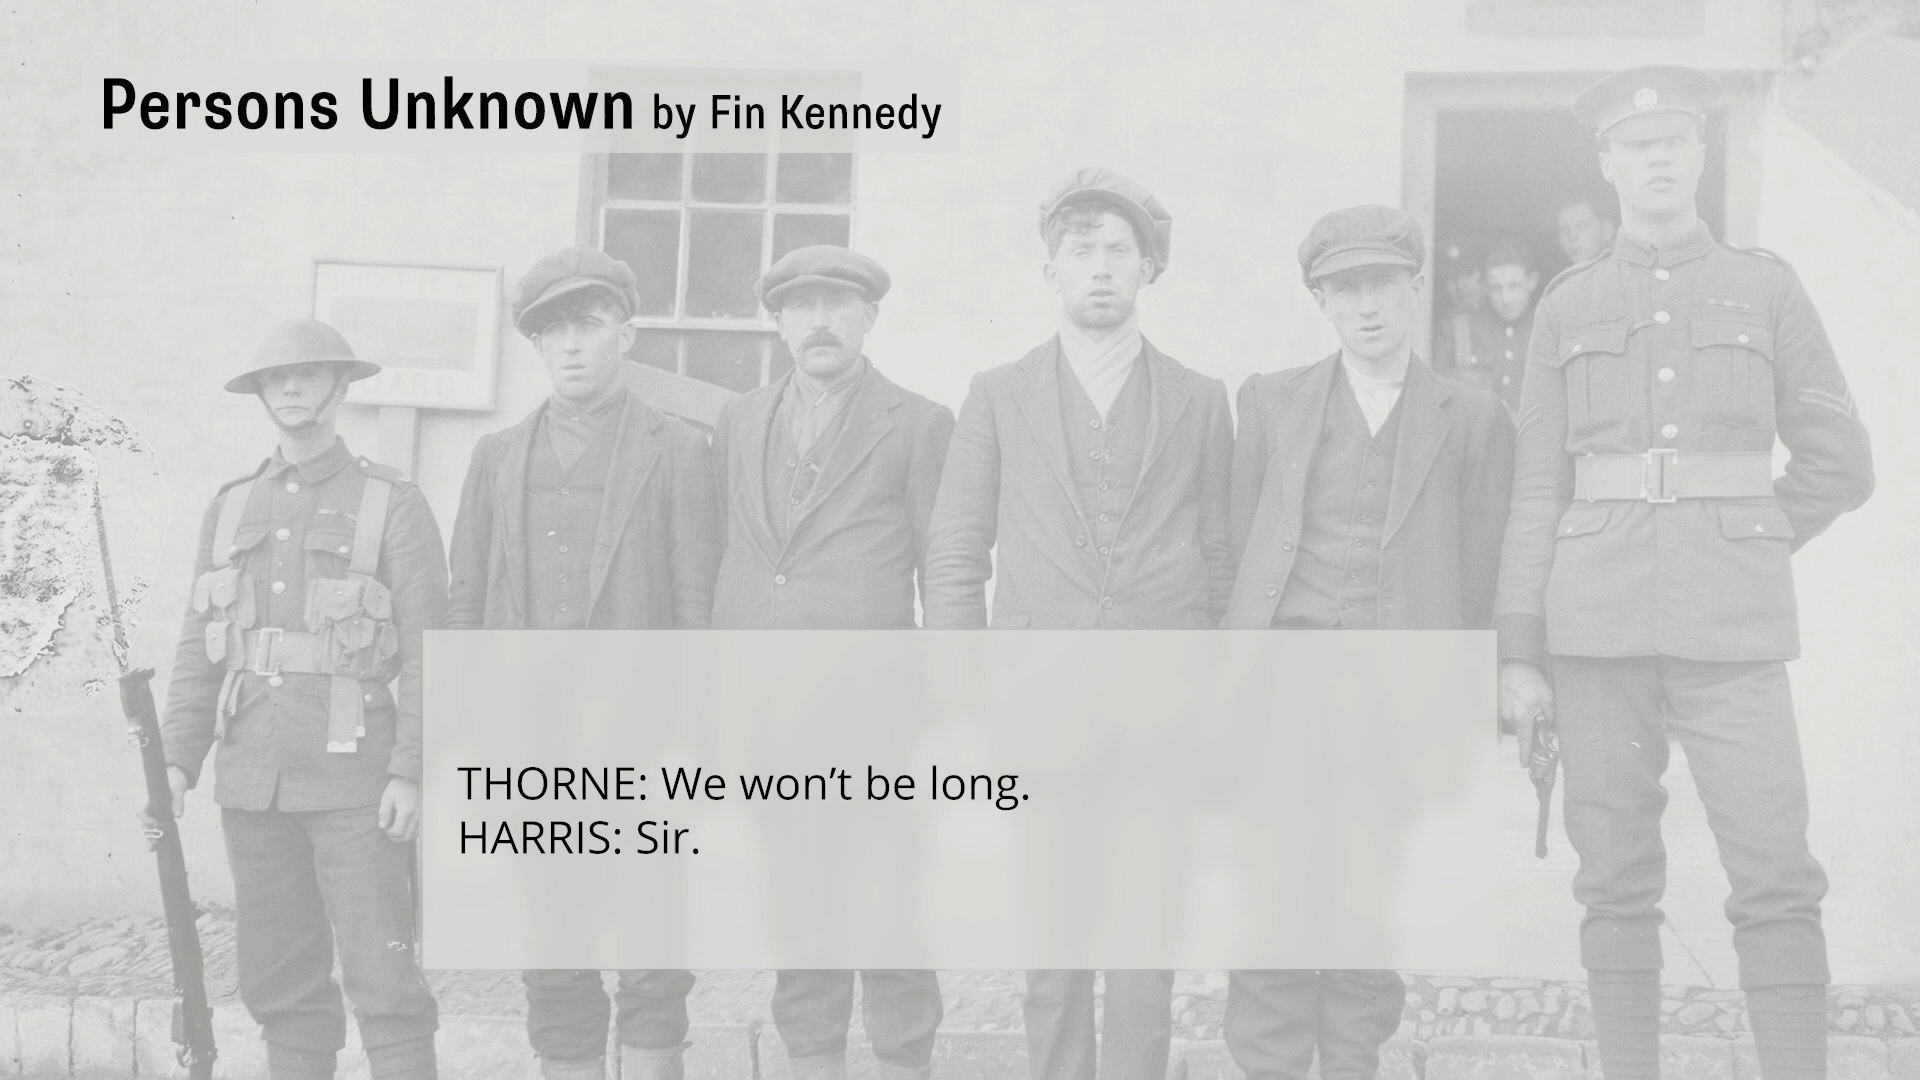 Persons Unknown by Fin Kennedy
THORNE: We won’t be long.
HARRIS: Sir.